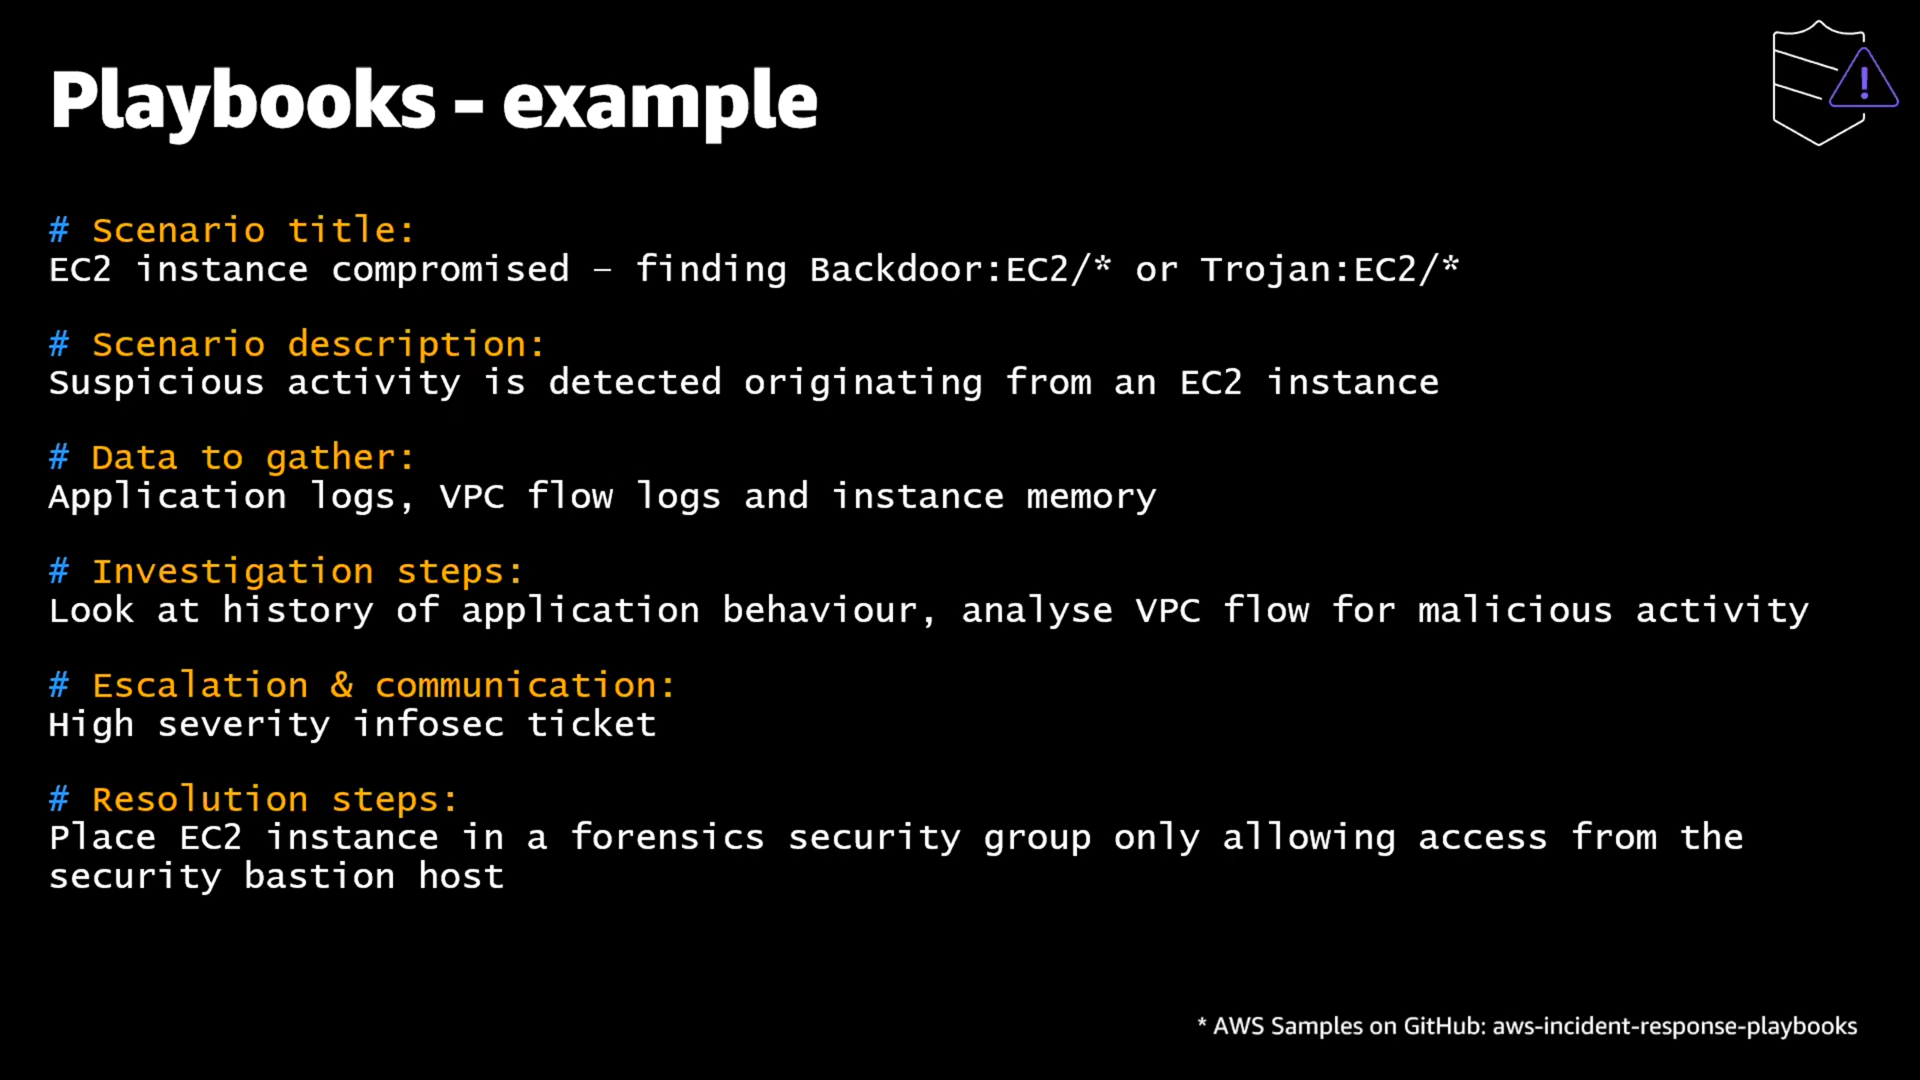 Playbooks – example
# Scenario title:
EC2 instance compromised – finding Backdoor:EC2/* or Trojan:EC2/*
# Scenario description:
Suspicious activity is detected originating from an EC2 instance
# Data to gather:
Application logs, VPC flow logs and instance memory
# Investigation steps:
Look at history of application behaviour, analyse VPC flow for malicious activity
# Escalation & communication:
High severity infosec ticket
# Resolution steps:
Place EC2 instance in a forensics security group only allowing access from the
security bastion host
* AWS Samples on GitHub: aws-incident-response-playbooks